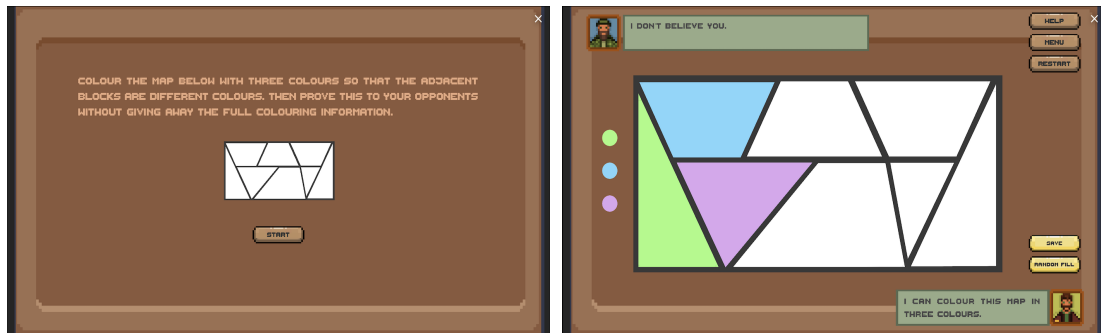 COLOUR THE MAP BELOW WITH THREE COLOURS SO THAT THE ADJACENT
BLOCKS ARE DIFFERENT COLOURS. THEN PROVE THIS TO YOUR OPPONENTS
WITHOUT GIVING AWAY THE FULL COLOURING INFORMATION.
START
I DON'T BELIEVE YOU.
HELP
MENU
RESTART
SAVE
RANDOM FILL
I CAN COLOUR THIS MAP IN
THREE COLOURS.